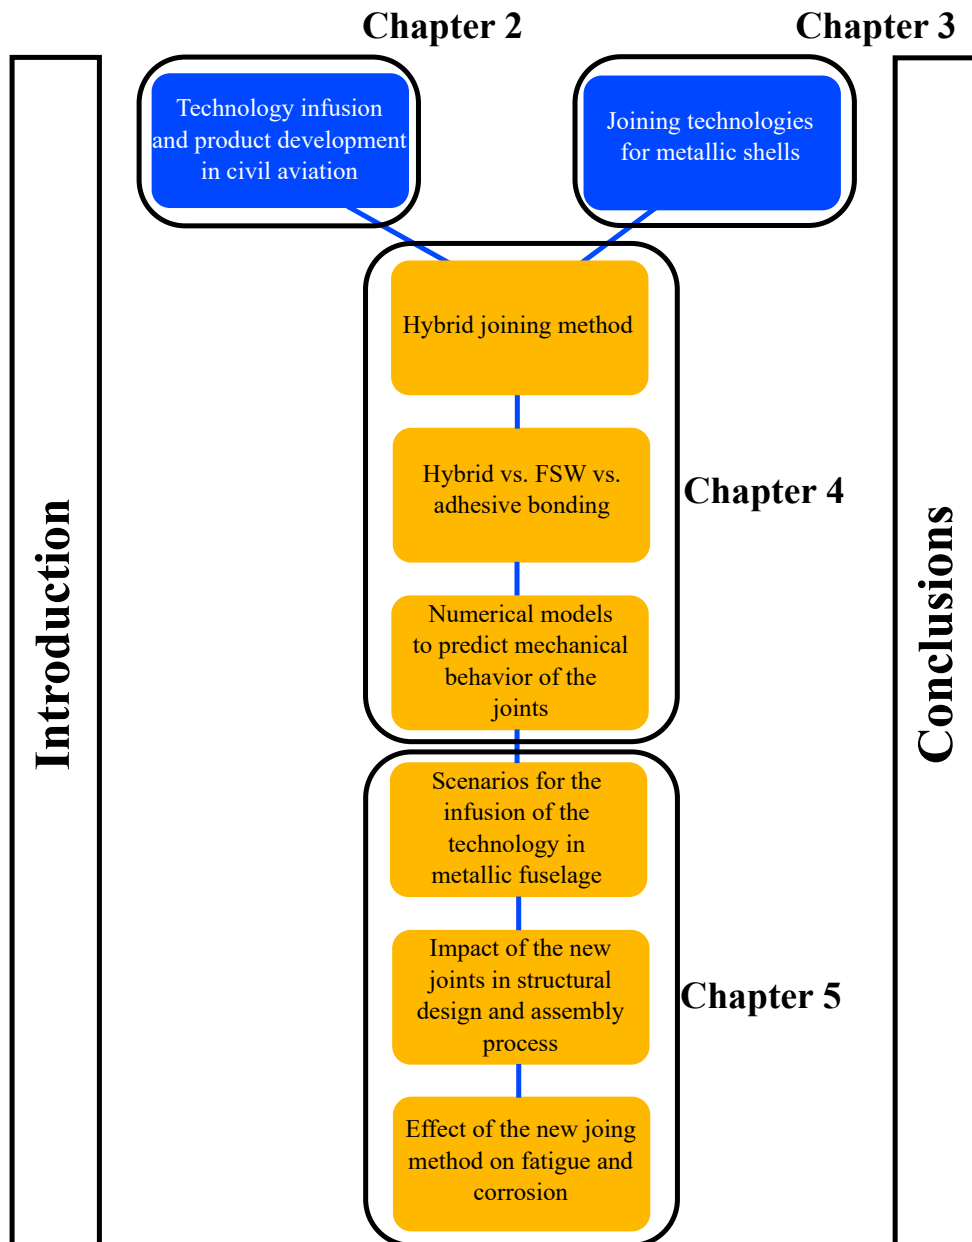 Chapter 2
Chapter 3
Technology infusion
and product development
in civil aviation
Joining technologies
for metallic shells
Hybrid joining method
Hybrid vs. FSW vs.
adhesive bonding
Chapter 4
Numerical models
to predict mechanical
behavior of the
joints
Introduction
Conclusions
Scenarios for the
infusion of the
technology in
metallic fuselage
Impact of the new
joints in structural
design and assembly
process
Chapter 5
Effect of the new joing
method on fatigue and
corrosion